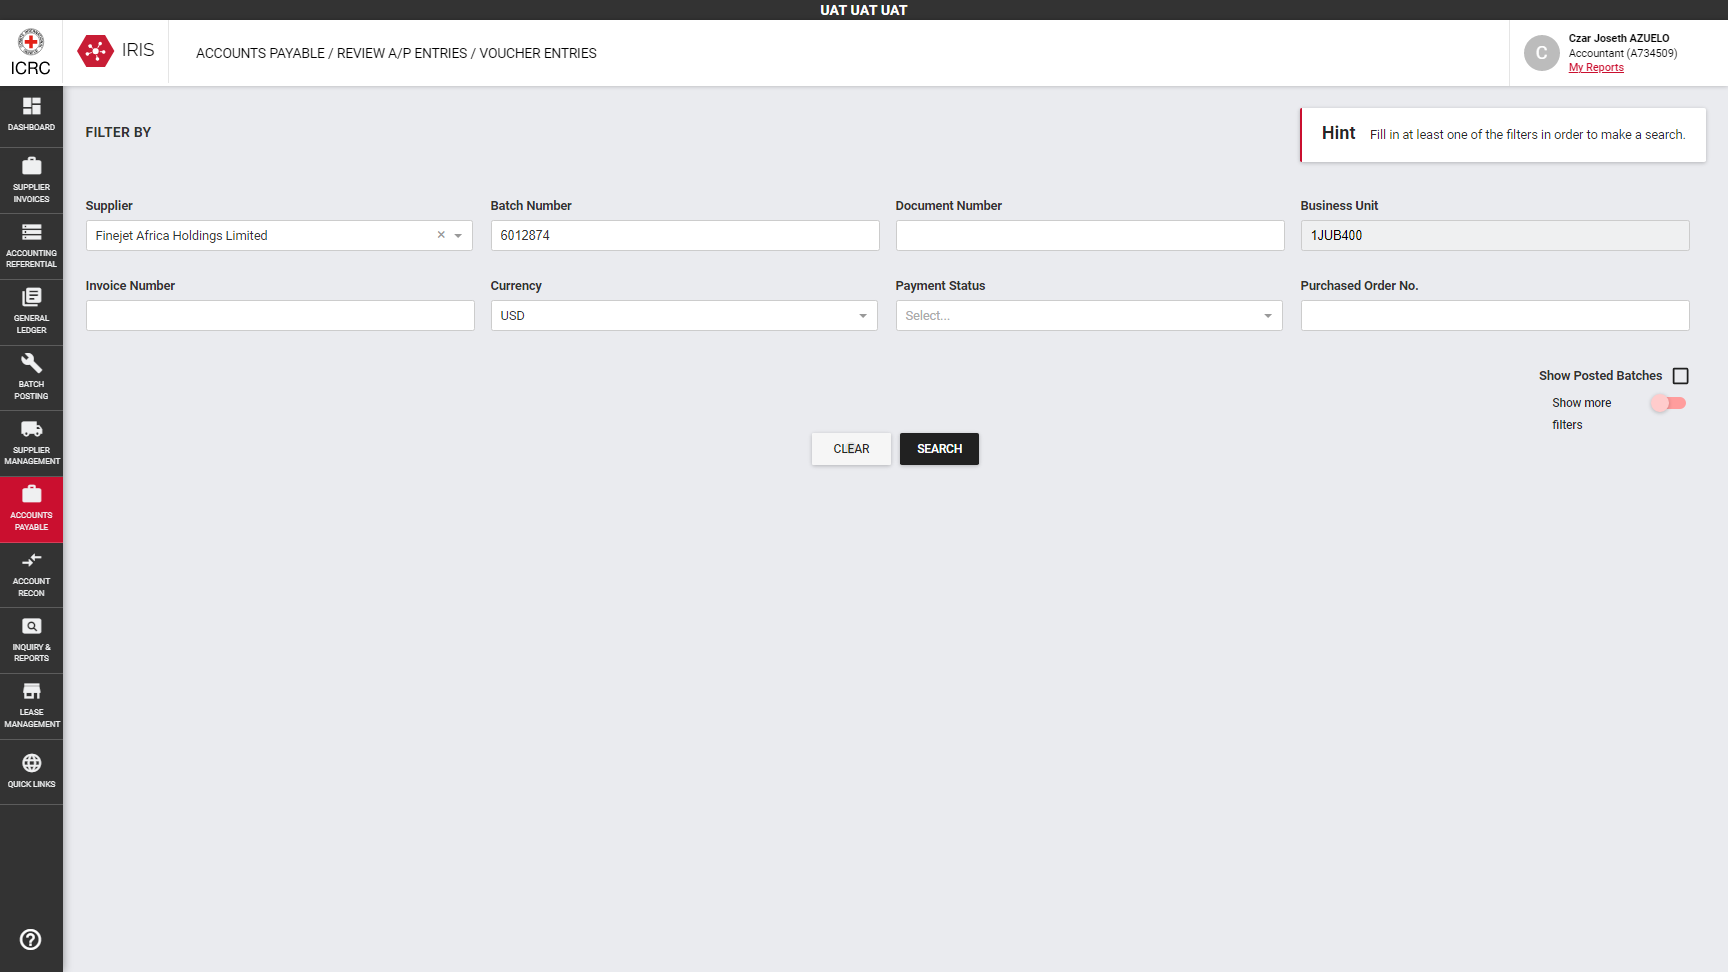 UAT UAT UAT
ICRC
IRIS
ACCOUNTS PAYABLE / REVIEW A/P ENTRIES / VOUCHER ENTRIES
C
Czar Joseth AZUELO
Accountant (A734509)
My Reports
DASHBOARD
SUPPLIER
INVOICES
ACCOUNTING
REFERENTIAL
GENERAL
LEDGER
BATCH
POSTING
SUPPLIER
MANAGEMENT
ACCOUNTS
PAYABLE
ACCOUNT
RECON
INQUIRY &
REPORTS
LEASE
MANAGEMENT
QUICK LINKS
FILTER BY
Hint Fill in at least one of the filters in order to make a search.
Supplier
Finejet Africa Holdings Limited
Batch Number
6012874
Document Number
Business Unit
1JUB400
Invoice Number
Currency
USD
Payment Status
Select...
Purchased Order No.
Show Posted Batches
Show more
filters
CLEAR
SEARCH